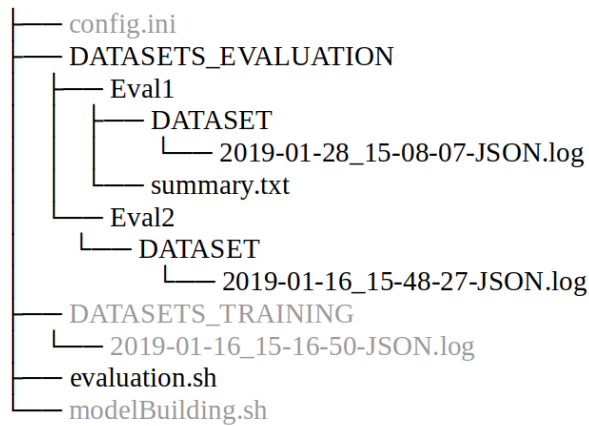 config.ini
DATASETS_EVALUATION
Eval1
DATASET
2019-01-28_15-08-07-JSON.log
summary.txt
Eval2
DATASET
2019-01-16_15-48-27-JSON.log
DATASETS_TRAINING
2019-01-16_15-16-50-JSON.log
evaluation.sh
modelBuilding.sh